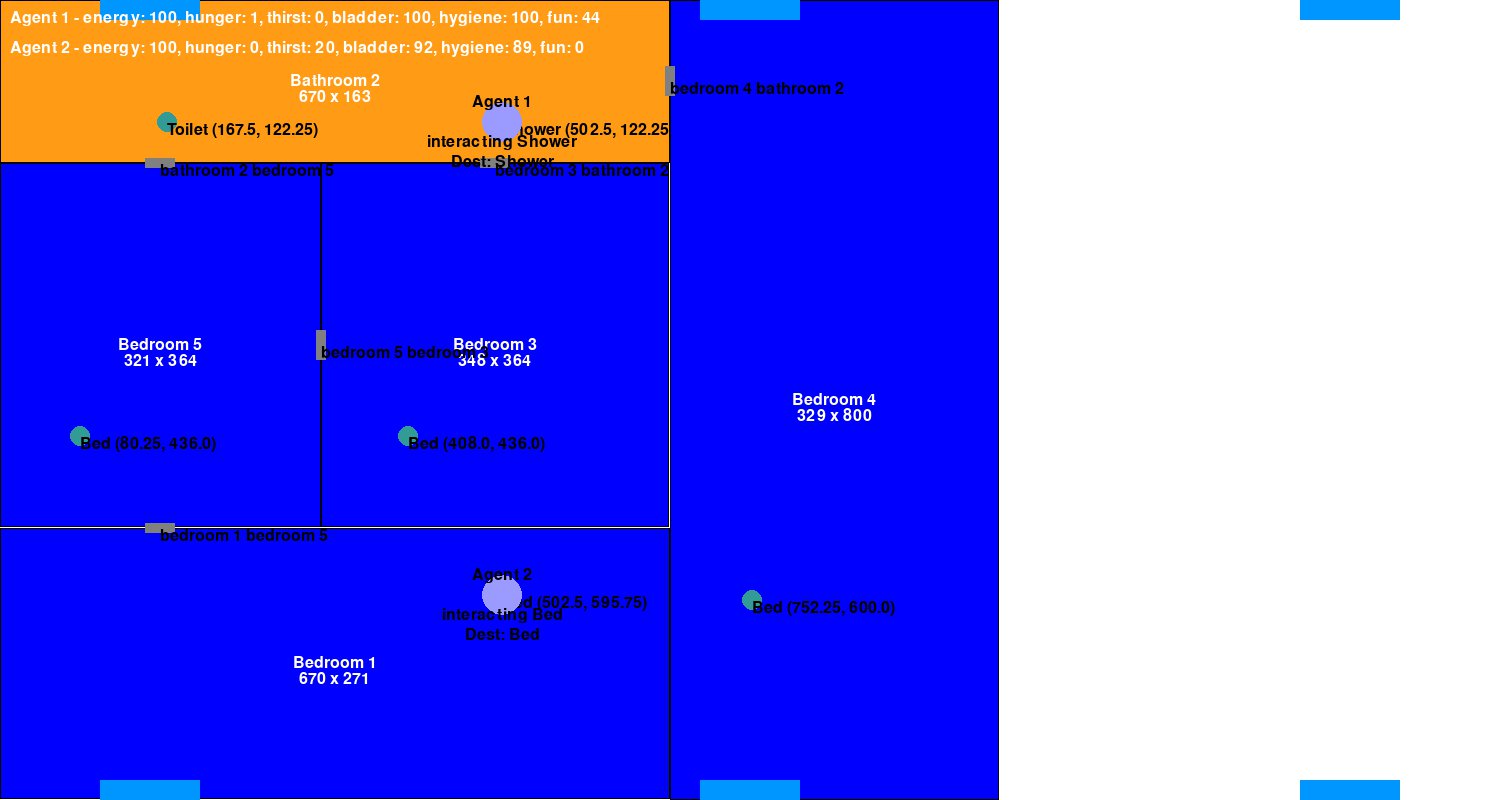 Agent 1 - energy: 100, hunger: 1, thirst: 0, bladder: 100, hygiene: 100, fun: 44
Agent 2 - energy: 100, hunger: 0, thirst: 20, bladder: 92, hygiene: 89, fun: 0
Bathroom 2
670 x 163
bedroom 4 bathroom 2
Agent 1
Toilet (167.5, 122.25)
(502.5, 122.25
interacting Shower
Dest: Shower
bathroom 2 bedroom 5
bedroom 3 bathroom 2
Bedroom 5
321 x 364
bedroom 5 bedroom
Bedroom 3
348 x 364
Bedroom 4
329 x 800
Bed (80.25, 436.0)
Bed (408.0, 436.0)
bedroom 1 bedroom 5
Agent 2
(502.5, 595.75)
interacting Bed
Dest: Bed
Bed (752.25, 600.0)
Bedroom 1
670 x 271